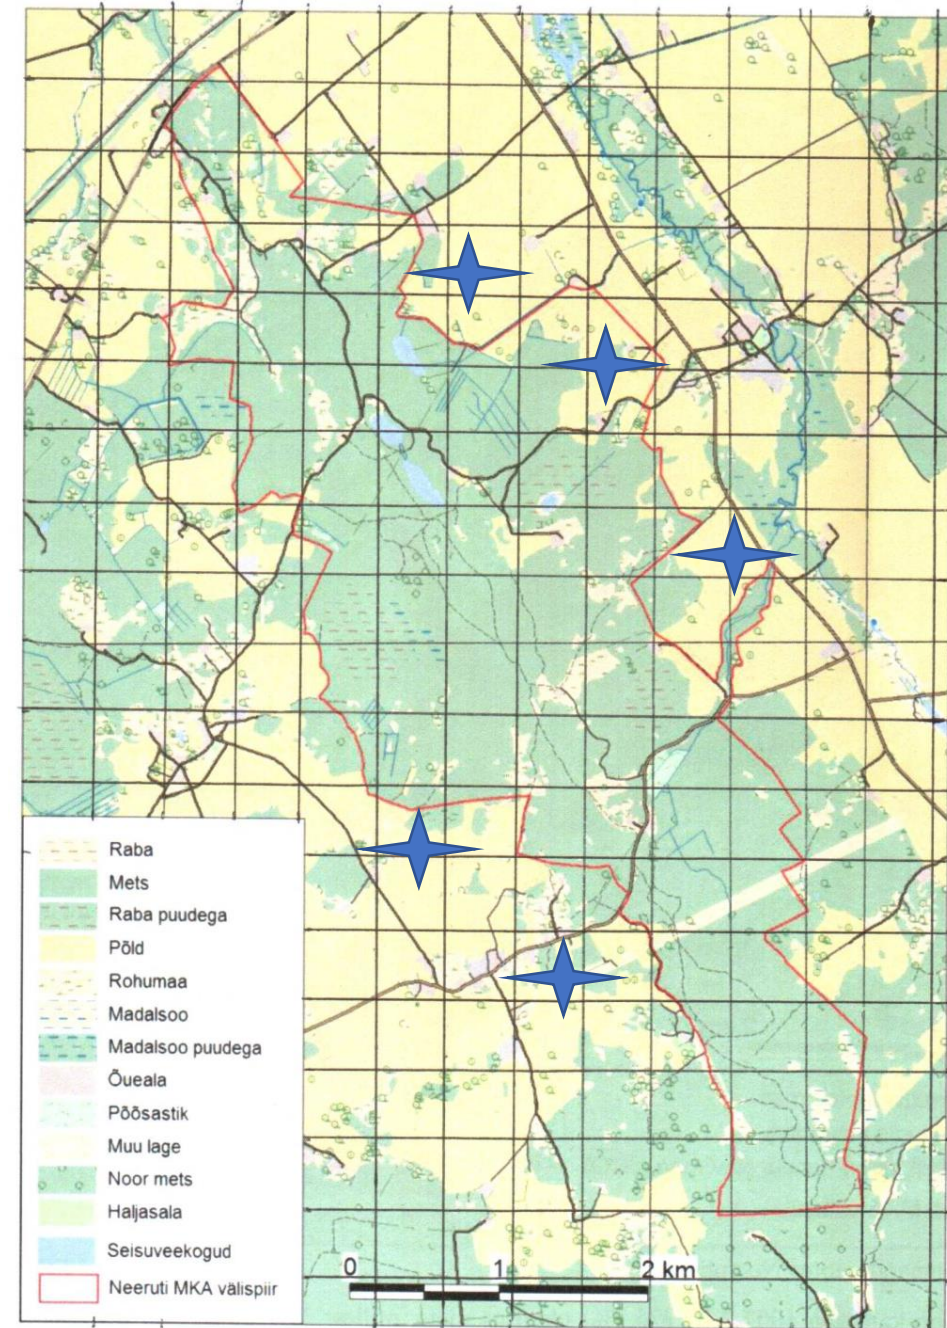 Raba
Mets
Raba puudega
Põld
Rohumaa
Madalsoo
Madalsoo puudega
Õueala
Põõsastik
Muu lage
Noor mets
Haljasala
Seisuveekogud
Neeruti MKA välispiir
0 1 2 km